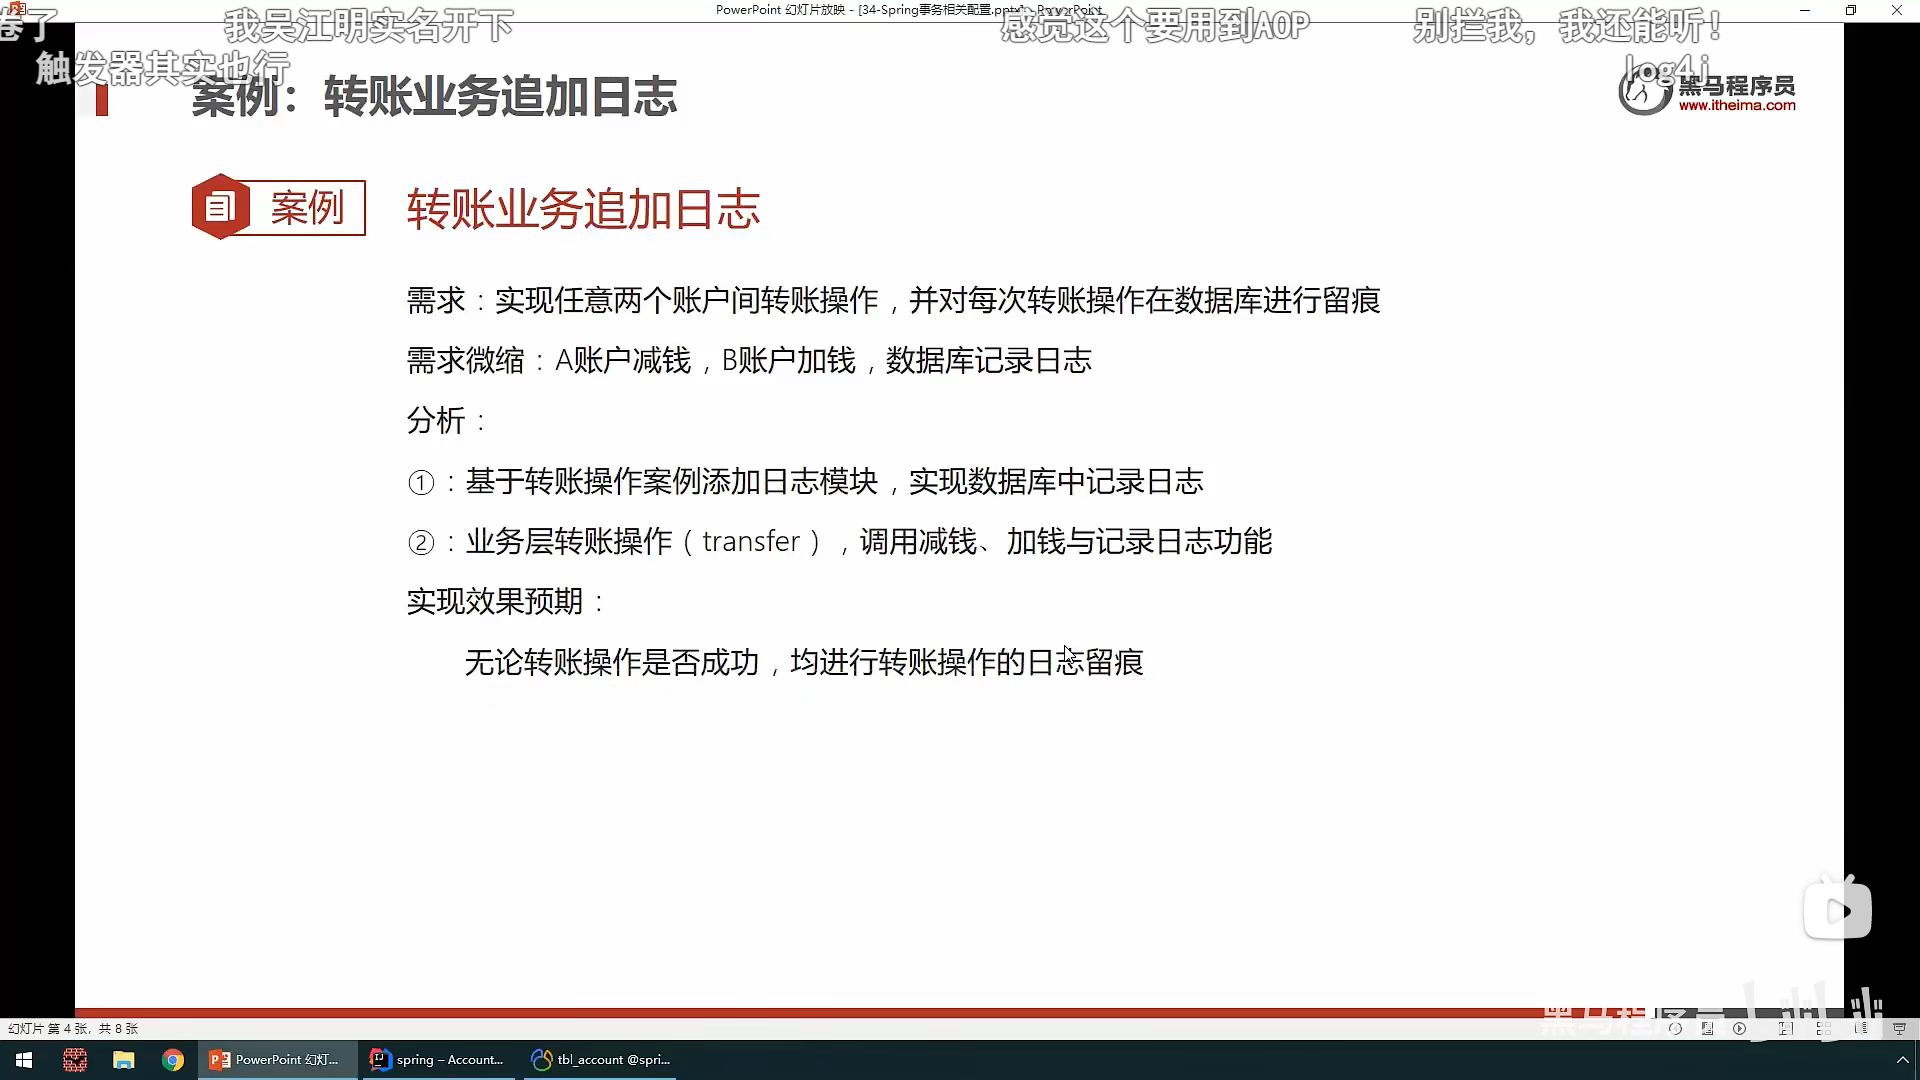 PowerPoint 幻灯片放映 - [34-Spring事务相关配置.pptx] - PowerPoint
卷了
我吴江明实名开下
感觉这个要用到AOP
别拦我，我还能听！
触发器其实也行
log4j
案例：转账业务追加日志
黑马程序员
www.itheima.com
案例
转账业务追加日志
需求：实现任意两个账户间转账操作，并对每次转账操作在数据库进行留痕
需求微缩：A账户减钱，B账户加钱，数据库记录日志
分析：
①：基于转账操作案例添加日志模块，实现数据库中记录日志
②：业务层转账操作（transfer），调用减钱、加钱与记录日志功能
实现效果预期：
无论转账操作是否成功，均进行转账操作的日志留痕
黑马程序员
幻灯片 第 4 张，共 8 张
PowerPoint 幻灯...
spring – Account...
tbl_account @spri...